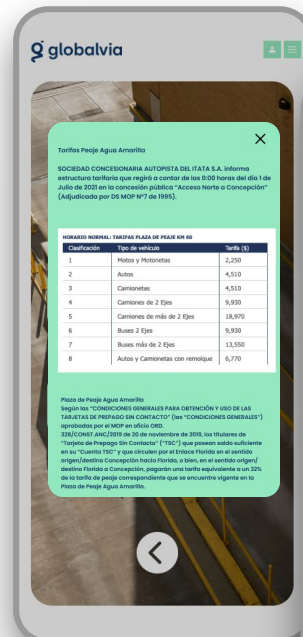 globalvia
Tarifas Peaje Agua Amarilla
SOCIEDAD CONCESIONARIA AUTOPISTA DEL ITATA S.A. informa
estructura tarifaria que regirá a contar de las 0:00 horas del día 1 de
Julio de 2021 en la concesión pública "Acceso Norte a Concepción"
(Adjudicada por DS MOP Nº7 de 1995).
HORARIO NORMAL: TARIFAS PLAZA DE PEAJE KM 60
Clasificación Tipo de vehículo Tarifa ($)
1 Motos y Motonetas 2,250
2 Autos 4,510
3 Camionetas 4,510
4 Camiones de 2 Ejes 9,930
5 Camiones de más de 2 Ejes 18,970
6 Buses 2 Ejes 9,930
7 Buses más de 2 Ejes 13,550
8 Autos y Camionetas con remolque 6,770
Plaza de Peaje Agua Amarilla
Según las "CONDICIONES GENERALES PARA OBTENCIÓN Y USO DE LAS
TARJETAS DE PREPAGO SIN CONTACTO" (las "CONDICIONES GENERALES")
aprobadas por el MOP en oficio ORD.
328/CONST.ANC/2019 de 20 de noviembre de 2019, los titulares de
"Tarjeta de Prepago Sin Contacto" ("TSC") que posean saldo suficiente
en su "Cuenta TSC" y que circulen por el Enlace Florida en el sentido
origen/destino Concepción hacia Florida, o bien, en el sentido origen/
destino Florida a Concepción, pagarán una tarifa equivalente a un 32%
de la tarifa de peaje correspondiente que se encuentre vigente en la
Plaza de Peaje Agua Amarilla.